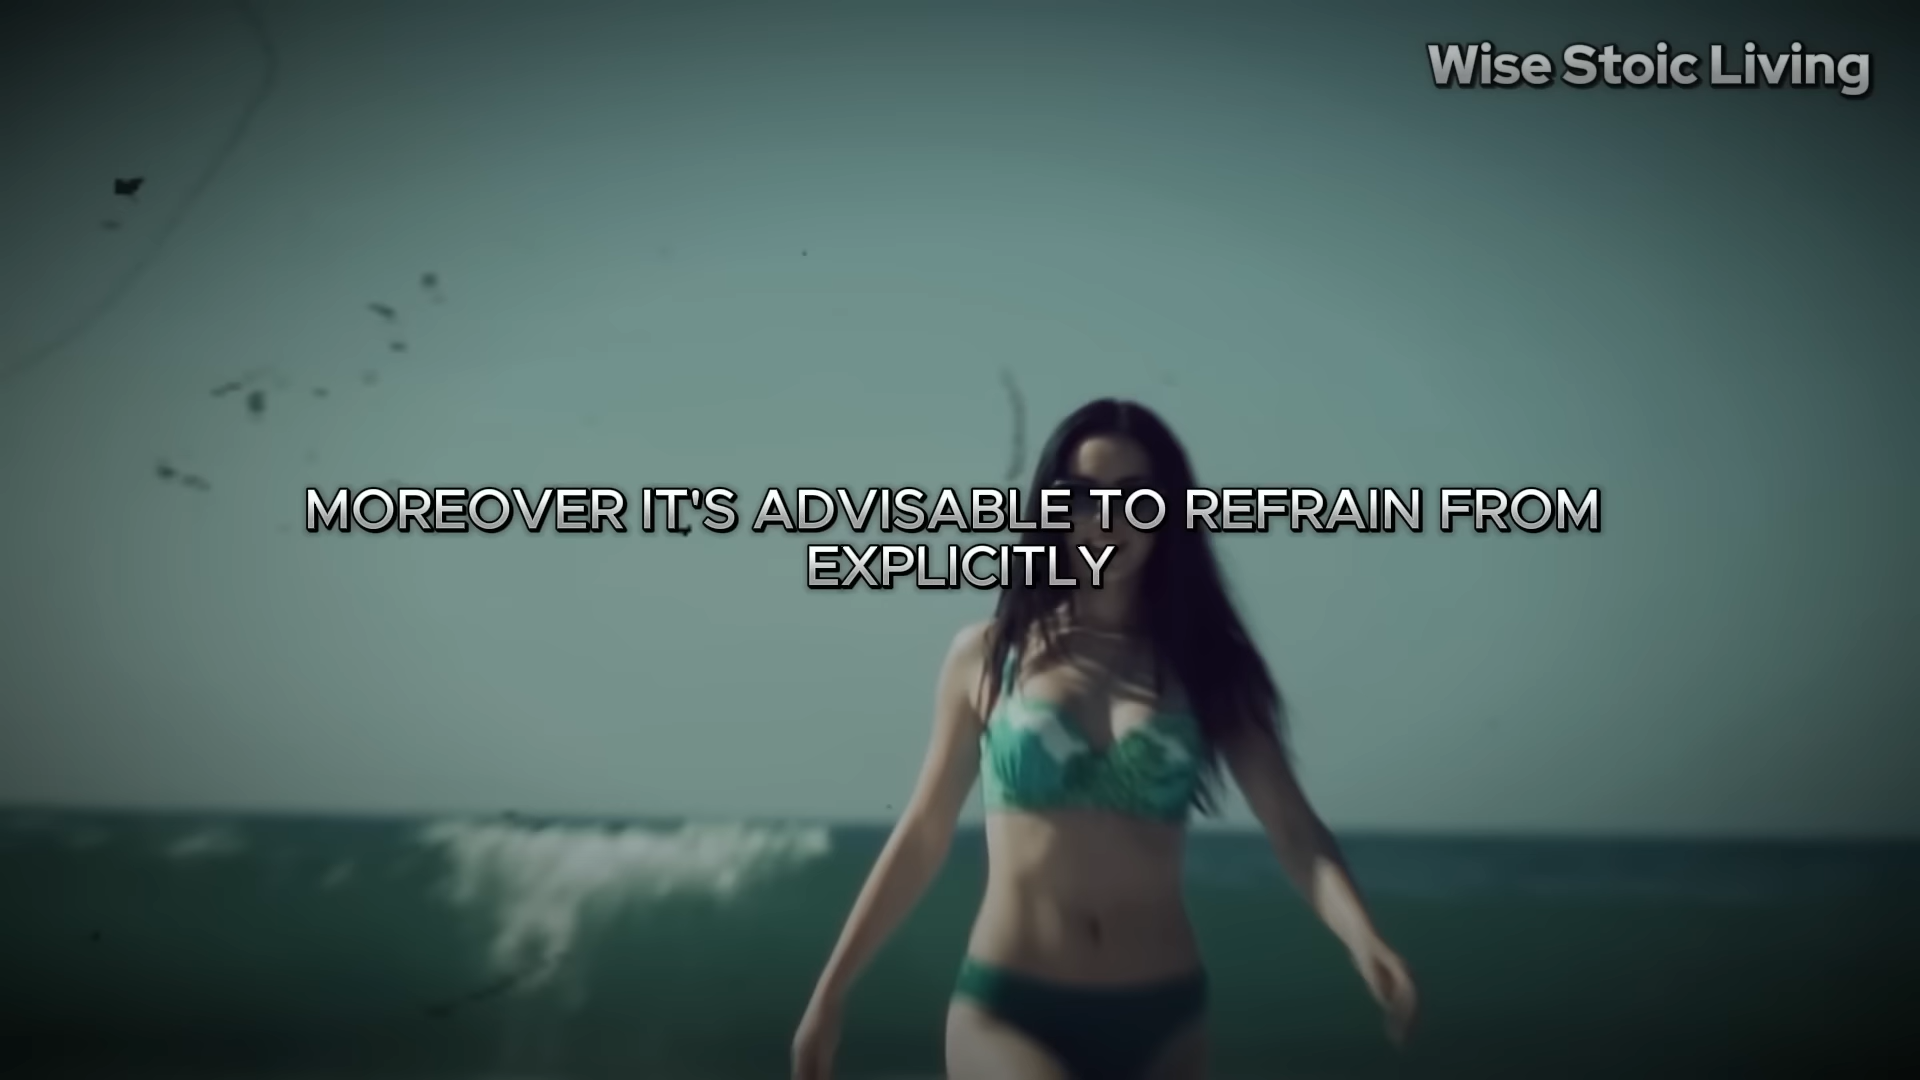 Wise Stoic Living
MOREOVER IT'S ADVISABLE TO REFRAIN FROM
EXPLICITLY